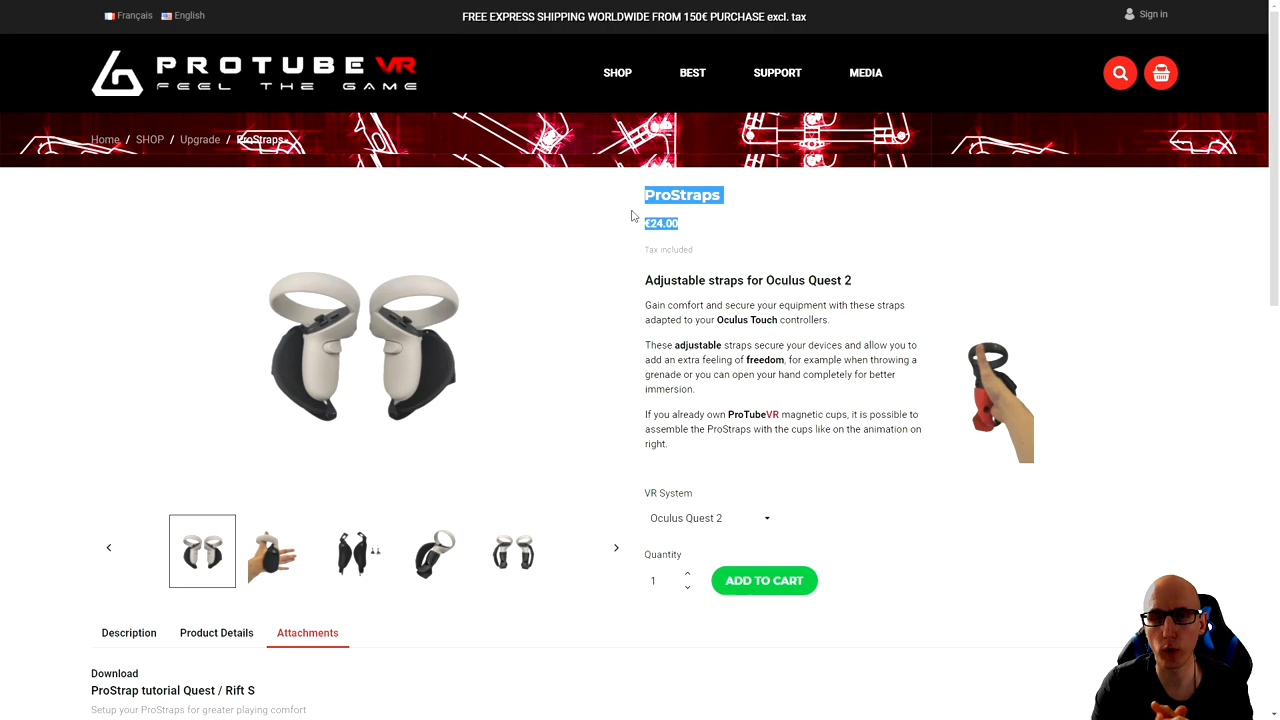 Français English
FREE EXPRESS SHIPPING WORLDWIDE FROM 150€ PURCHASE excl. tax
Sign in
PROTUBEVR
FEEL THE GAME
SHOP BEST SUPPORT MEDIA
Home / SHOP / Upgrade / ProStraps
ProStraps
€24.00
Tax included
Adjustable straps for Oculus Quest 2
Gain comfort and secure your equipment with these straps
adapted to your Oculus Touch controllers.
These adjustable straps secure your devices and allow you to
add an extra feeling of freedom, for example when throwing a
grenade or you can open your hand completely for better
immersion.
If you already own ProTubeVR magnetic cups, it is possible to
assemble the ProStraps with the cups like on the animation on
right.
VR System
Oculus Quest 2
Quantity
1
ADD TO CART
Description Product Details Attachments
Download
ProStrap tutorial Quest / Rift S
Setup your ProStraps for greater playing comfort